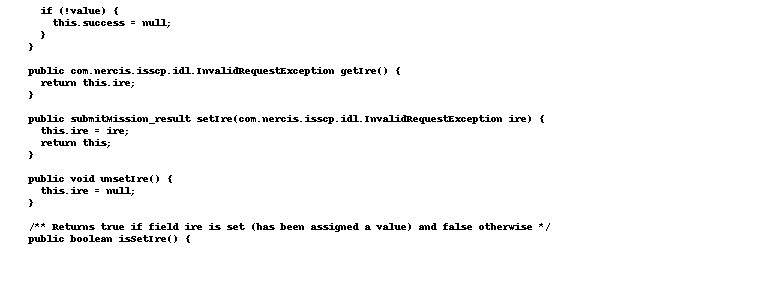 if (!value) {
this.success = null;
}
}
public com.nercis.isscp.idl.InvalidRequestException getIre() {
return this.ire;
}
public submitMission_result setIre(com.nercis.isscp.idl.InvalidRequestException ire) {
this.ire = ire;
return this;
}
public void unsetIre() {
this.ire = null;
}
/** Returns true if field ire is set (has been assigned a value) and false otherwise */
public boolean isSetIre() {